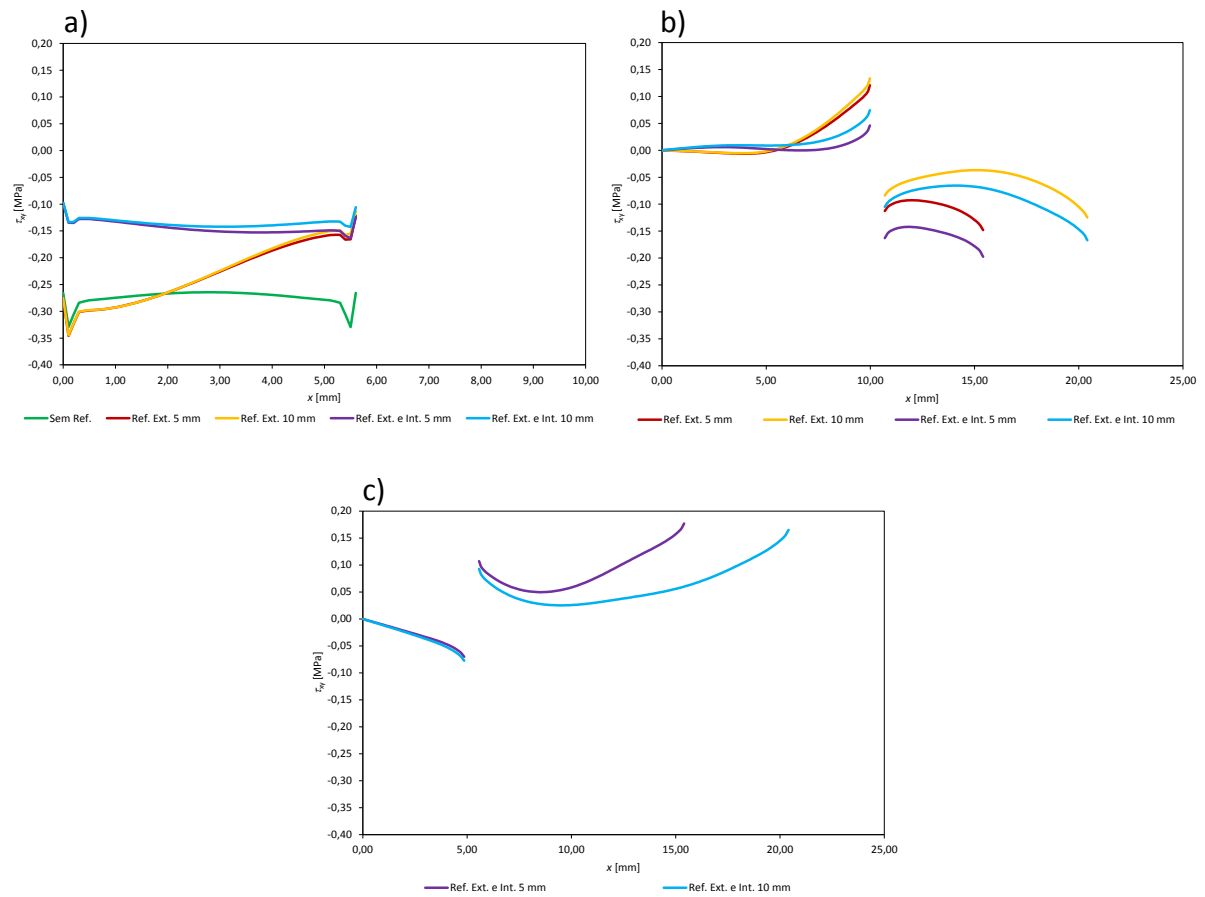 a)
0,20
0,15
0,10
0,05
0,00
-0,05
-0,10
-0,15
-0,20
-0,25
-0,30
-0,35
-0,40
τxy [MPa]
0,00 1,00 2,00 3,00 4,00 5,00 6,00 7,00 8,00 9,00 10,00
x [mm]
Sem Ref. Ref. Ext. 5 mm Ref. Ext. 10 mm Ref. Ext. e Int. 5 mm Ref. Ext. e Int. 10 mm
b)
0,20
0,15
0,10
0,05
0,00
-0,05
-0,10
-0,15
-0,20
-0,25
-0,30
-0,35
-0,40
τxy [MPa]
0,00 5,00 10,00 15,00 20,00 25,00
x [mm]
Ref. Ext. 5 mm Ref. Ext. 10 mm Ref. Ext. e Int. 5 mm Ref. Ext. e Int. 10 mm
c)
0,20
0,15
0,10
0,05
0,00
-0,05
-0,10
-0,15
-0,20
-0,25
-0,30
-0,35
-0,40
τxy [MPa]
0,00 5,00 10,00 15,00 20,00 25,00
x [mm]
Ref. Ext. e Int. 5 mm Ref. Ext. e Int. 10 mm